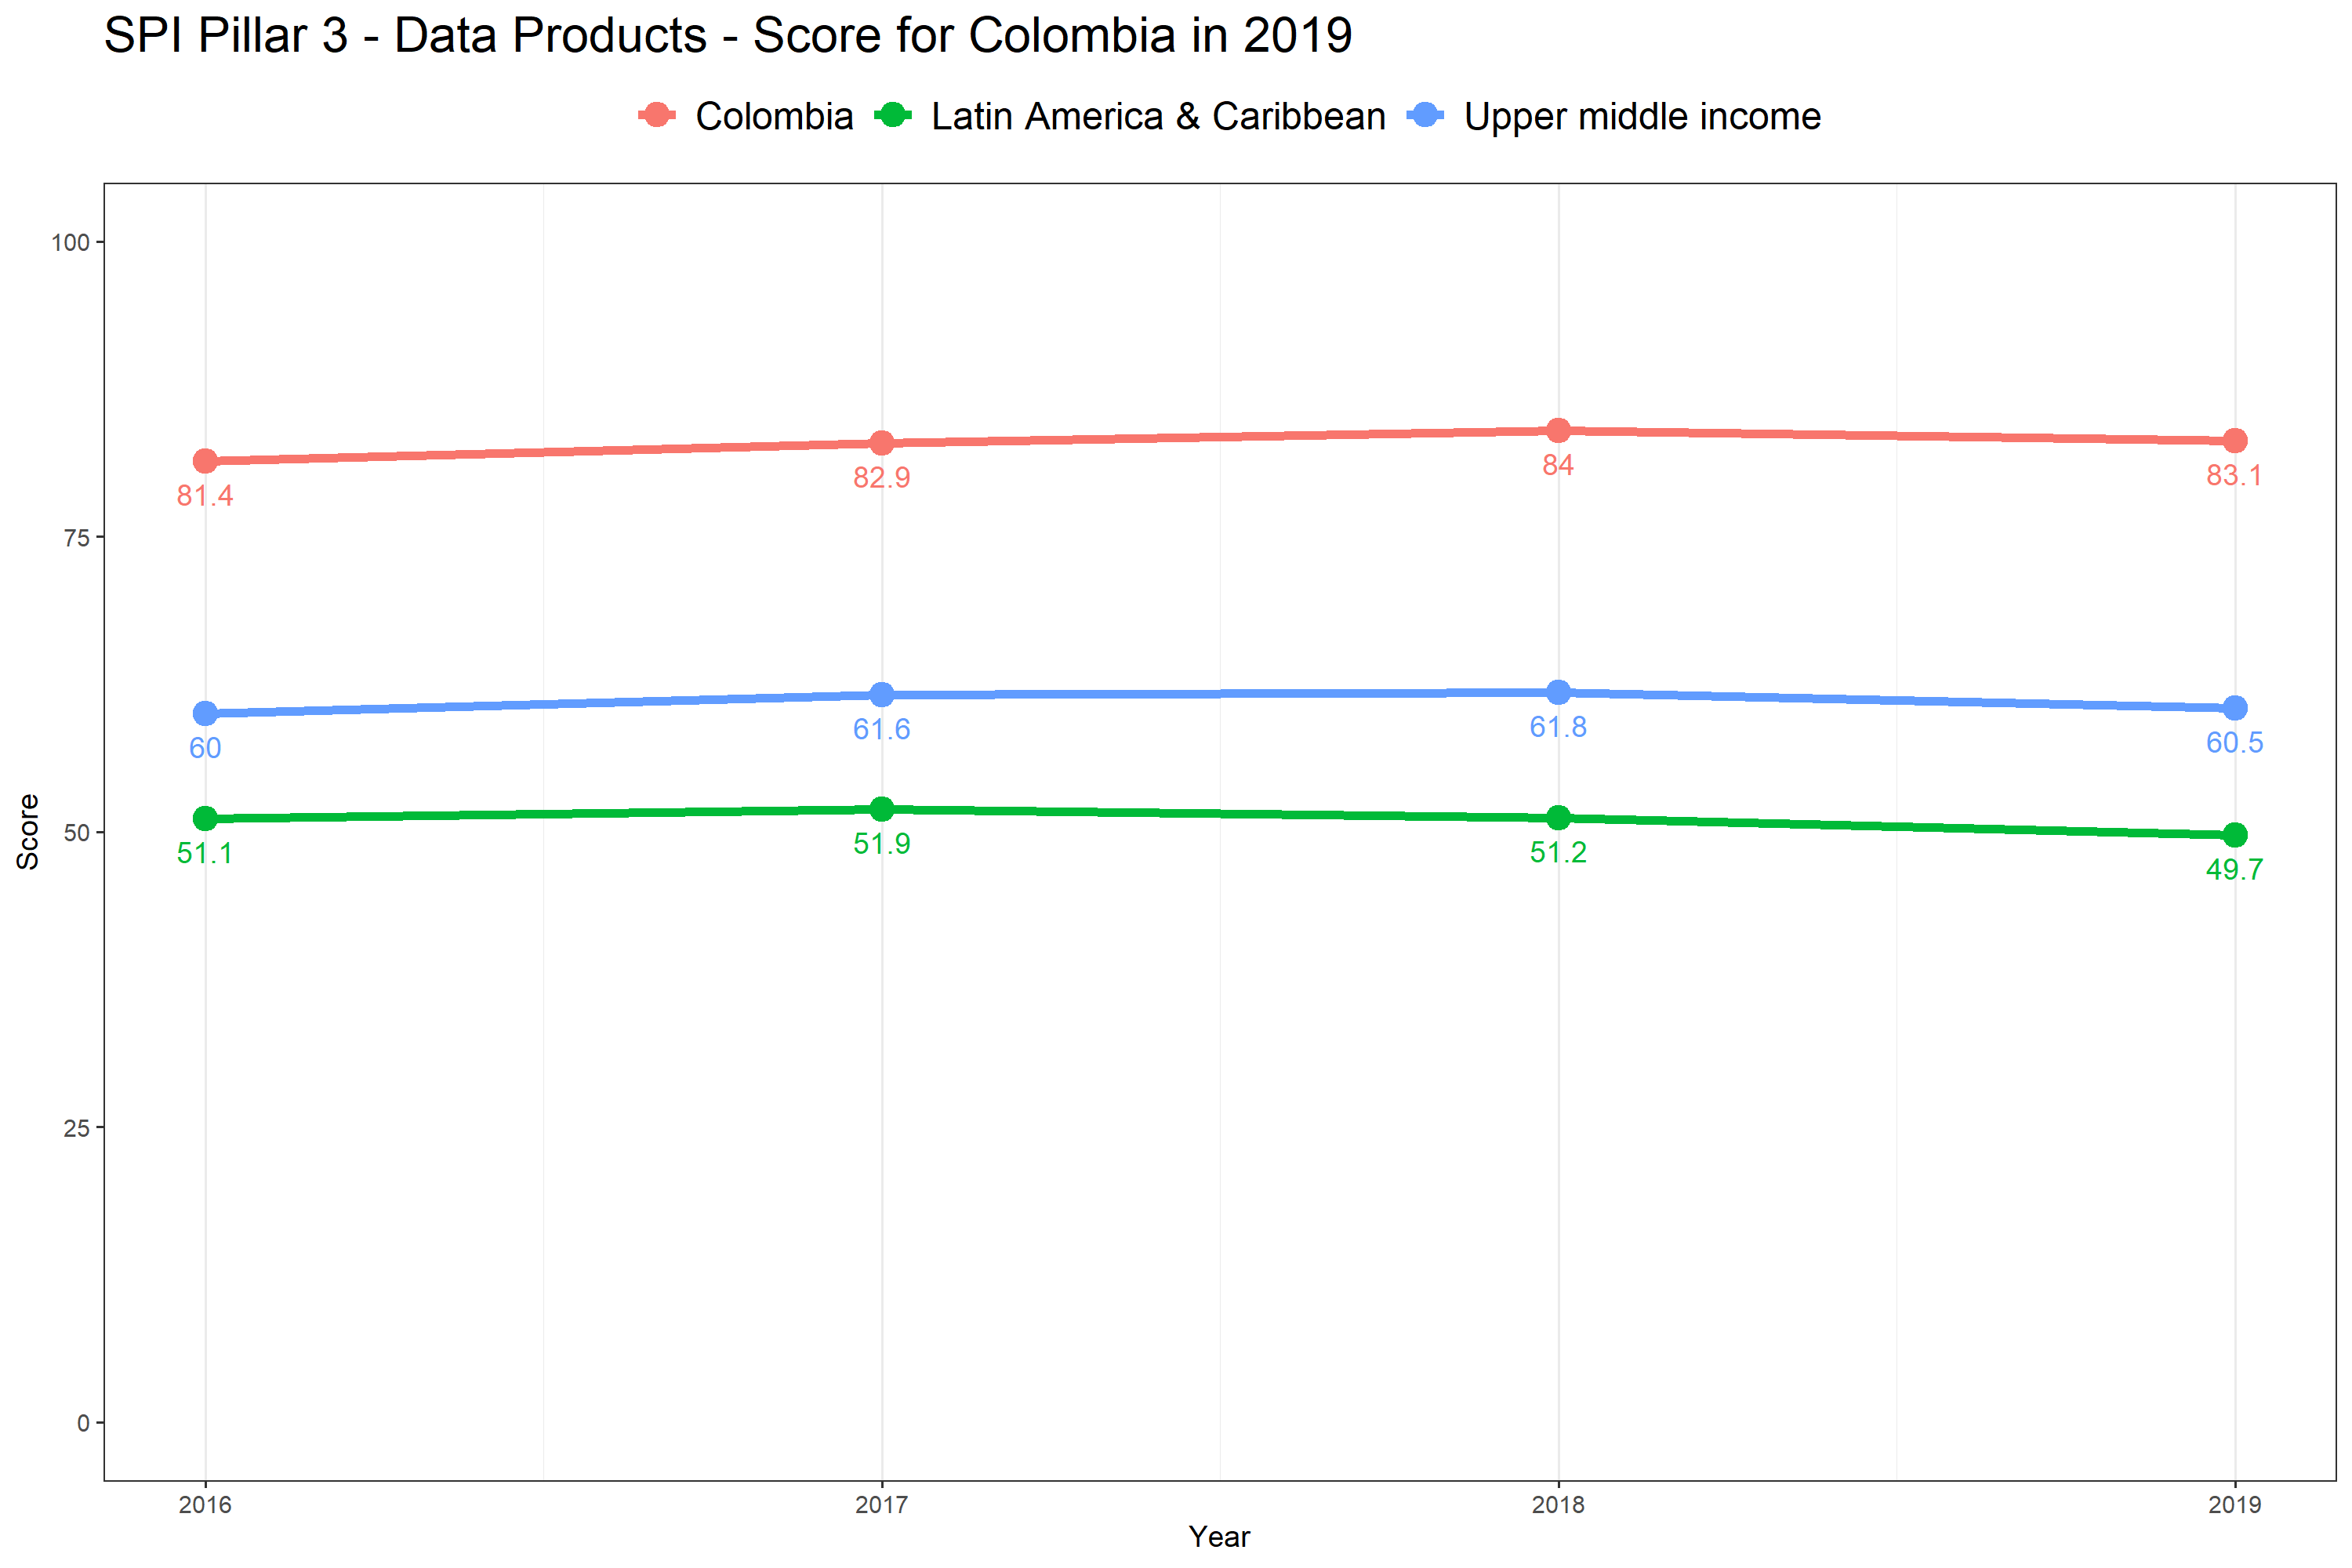 SPI Pillar 3 - Data Products - Score for Colombia in 2019
Colombia Latin America & Caribbean Upper middle income
100
75
50
25
0
Score
81.4 82.9 84 83.1
60 61.6 61.8 60.5
51.1 51.9 51.2 49.7
2016 2017 2018 2019
Year